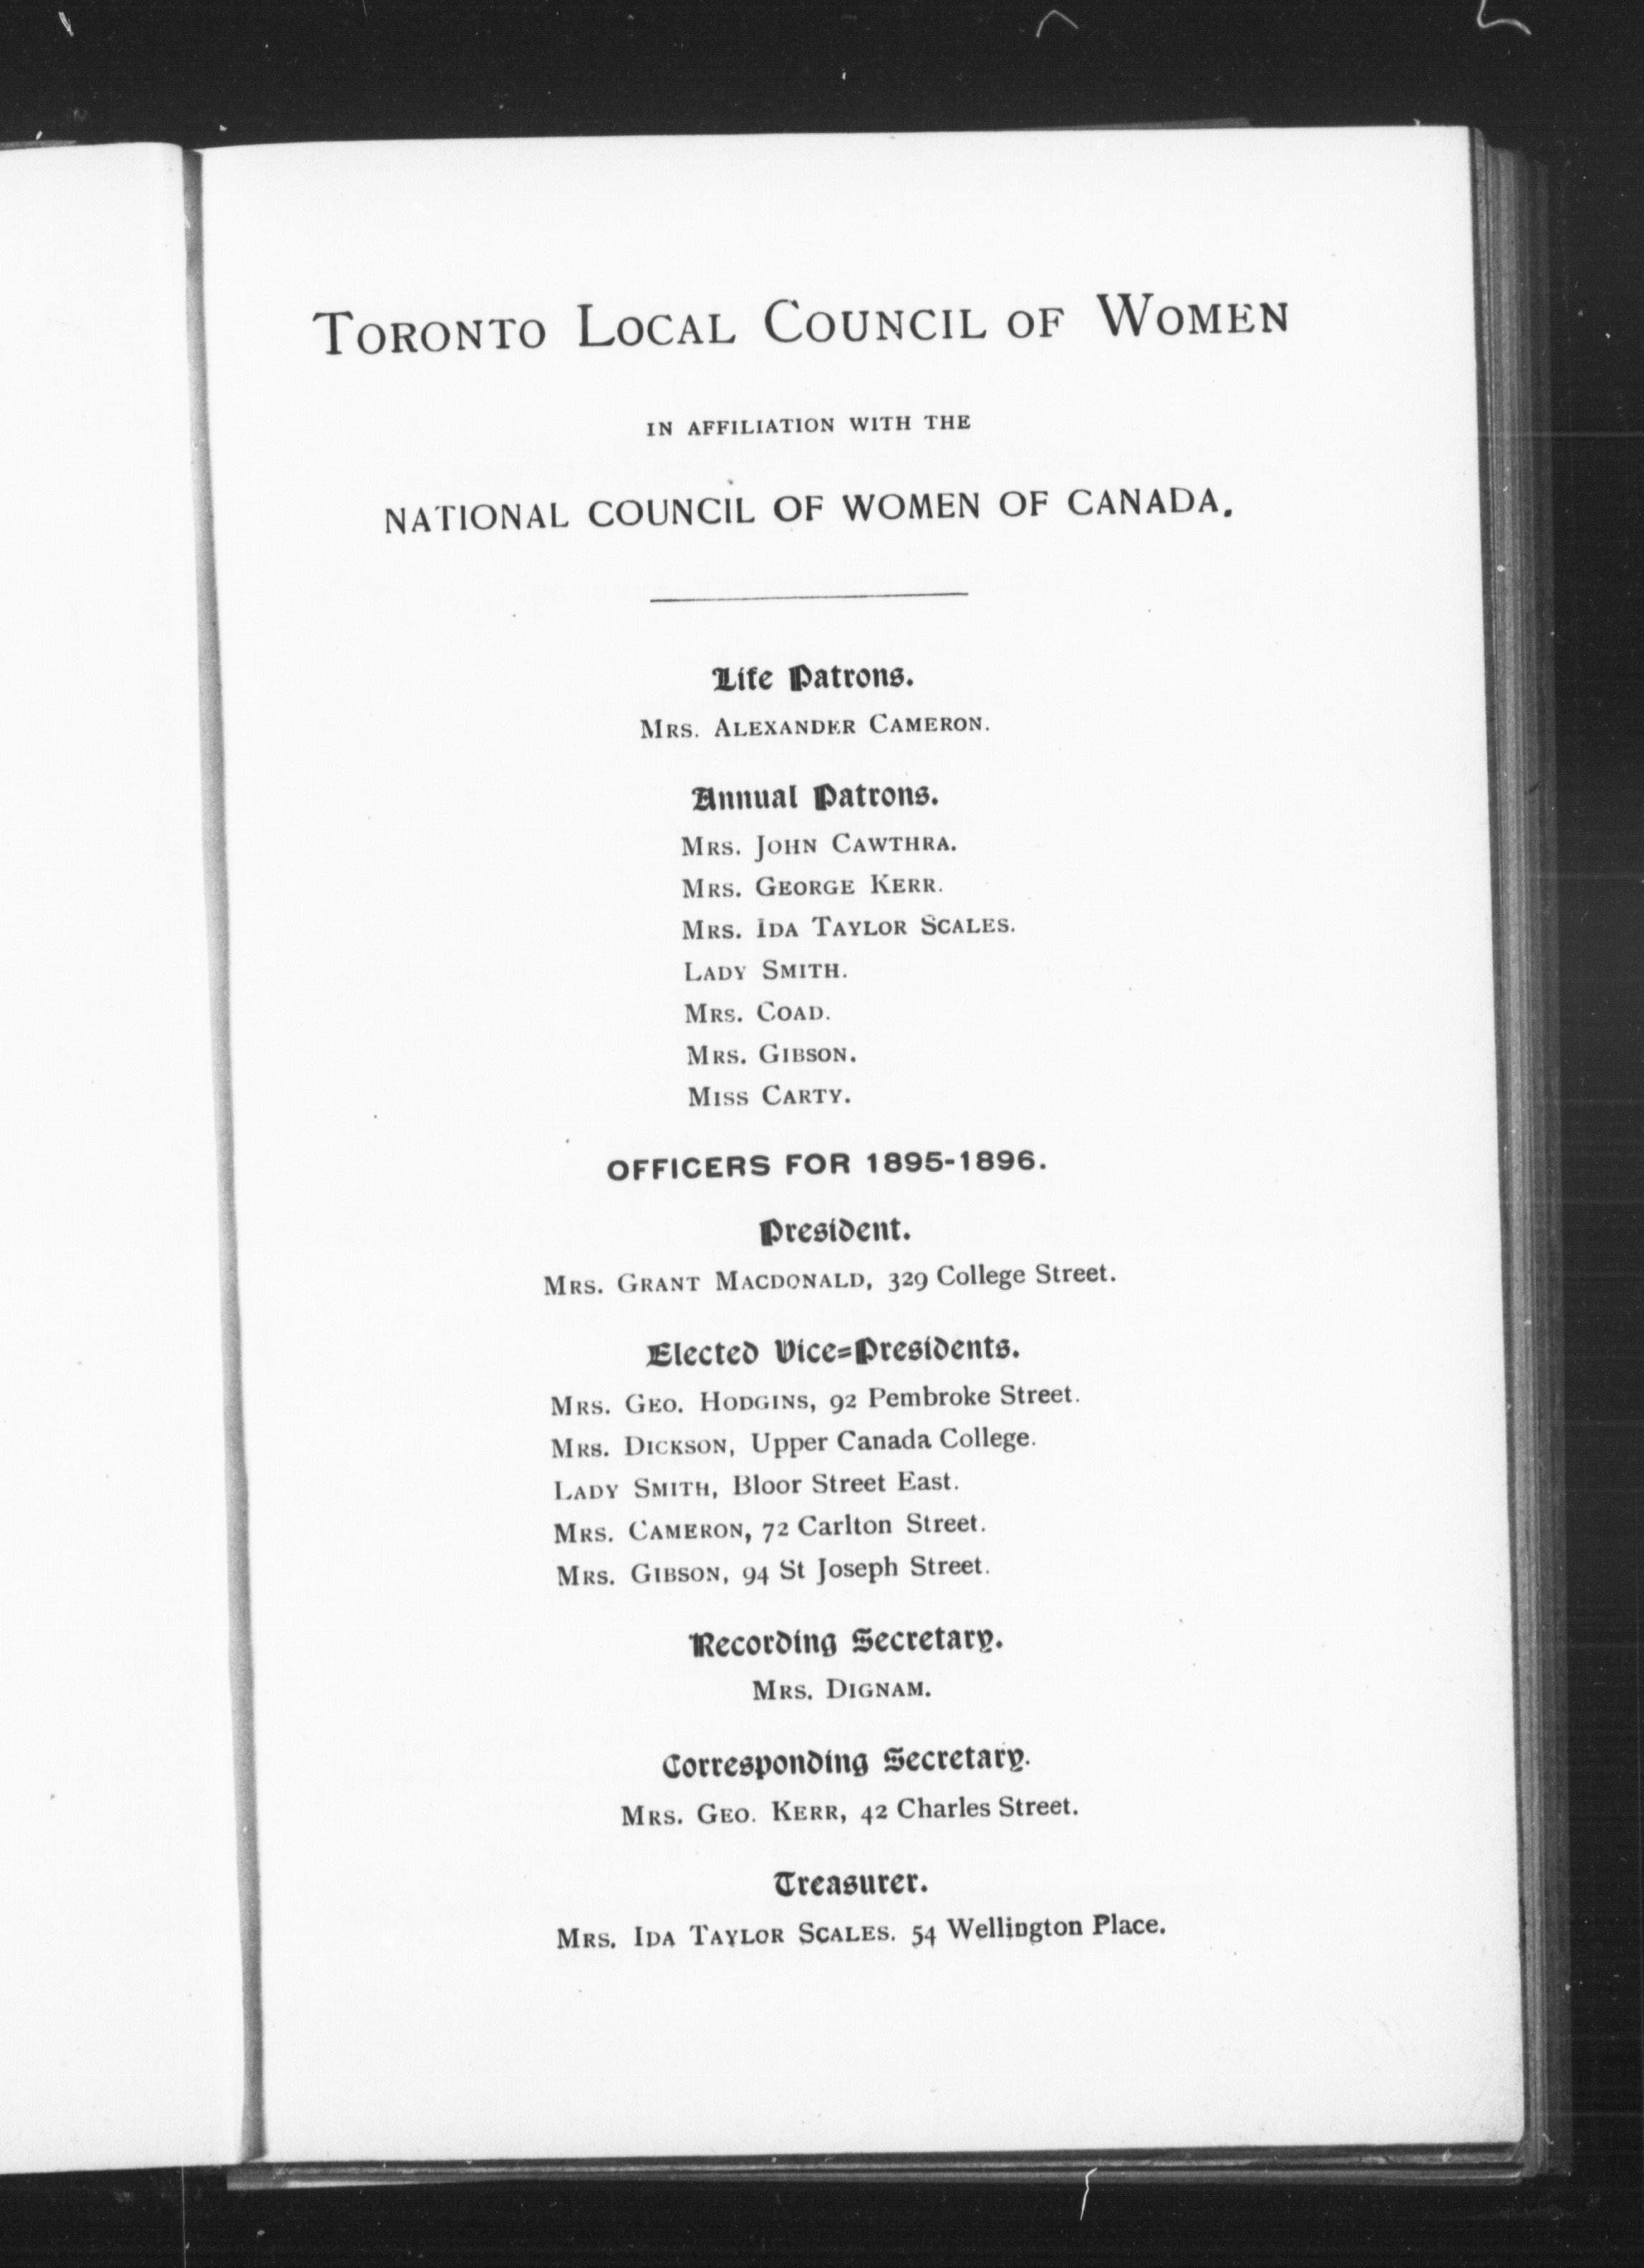 TORONTO LOCAL COUNCIL OF WOMEN
IN AFFILIATION WITH THE
NATIONAL COUNCIL OF WOMEN OF CANADA.
Life Patrons.
MRS. ALEXANDER CAMERON.
Annual Patrons.
MRS. JOHN CAWTHRA.
MRS. GEORGE KERR.
MRS. IDA TAYLOR SCALES.
LADY SMITH.
MRS. COAD.
MRS. GIBSON.
MISS CARTY.
OFFICERS FOR 1895-1896.
President.
MRS. GRANT MACDONALD, 329 College Street.
Elected Vice-Presidents.
MRS. GEO. HODGINS, 92 Pembroke Street.
MRS. DICKSON, Upper Canada College.
LADY SMITH, Bloor Street East.
MRS. CAMERON, 72 Carlton Street.
MRS. GIBSON, 94 St Joseph Street.
Recording Secretary.
MRS. DIGNAM.
Corresponding Secretary.
MRS. GEO. KERR, 42 Charles Street.
Treasurer.
MRS. IDA TAYLOR SCALES. 54 Wellington Place.